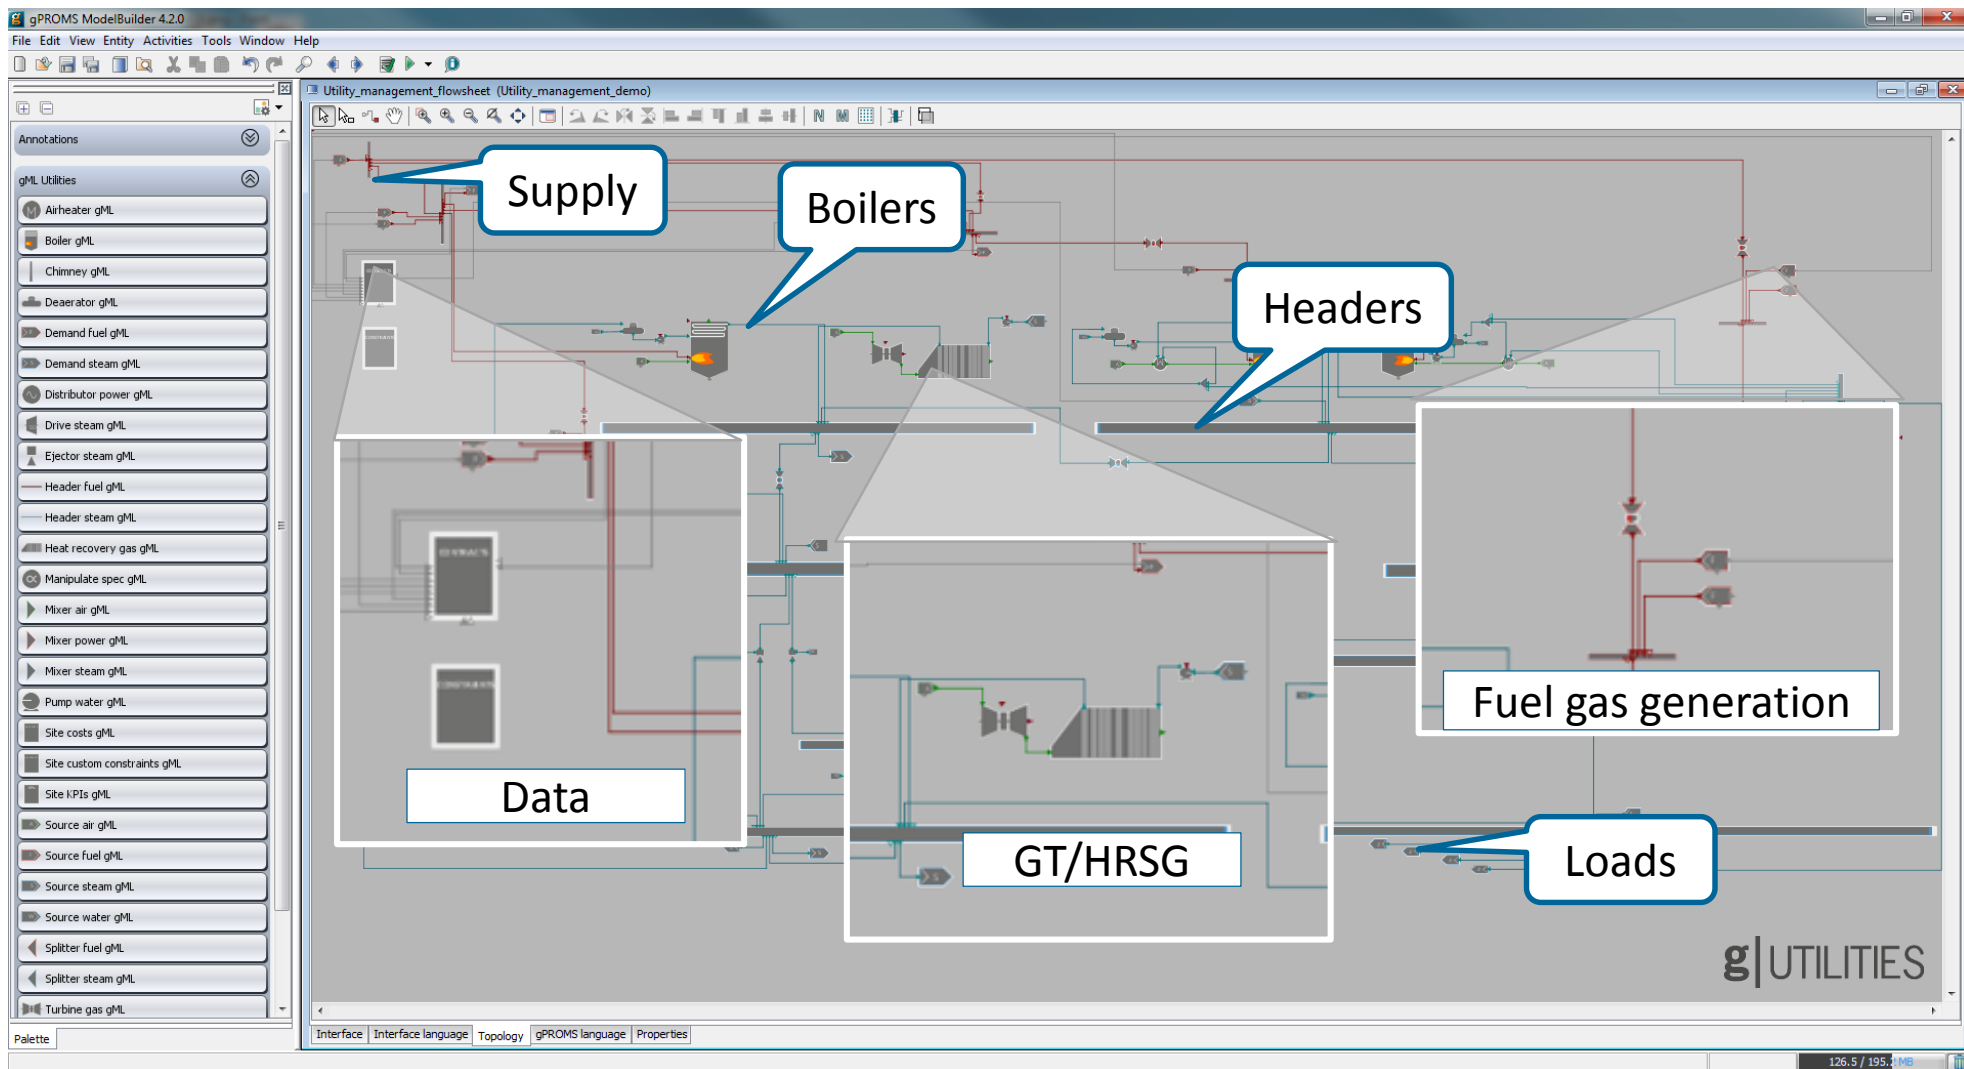 gPROMS ModelBuilder 4.2.0
File Edit View Entity Activities Tools Window Help
Utility_management_flowsheet (Utility_management_demo)
Annotations
gML Utilities
Airheater gML
Boiler gML
Chimney gML
Deaerator gML
Demand fuel gML
Demand steam gML
Distributor power gML
Drive steam gML
Ejector steam gML
Header fuel gML
Header steam gML
Heat recovery gas gML
Manipulate spec gML
Mixer air gML
Mixer power gML
Mixer steam gML
Pump water gML
Site costs gML
Site custom constraints gML
Site KPIs gML
Source air gML
Source fuel gML
Source steam gML
Source water gML
Splitter fuel gML
Splitter steam gML
Turbine gas gML
Palette
Supply
Boilers
Headers
Fuel gas generation
Data
GT/HRSG
Loads
g|UTILITIES
Interface Interface language Topology gPROMS language Properties